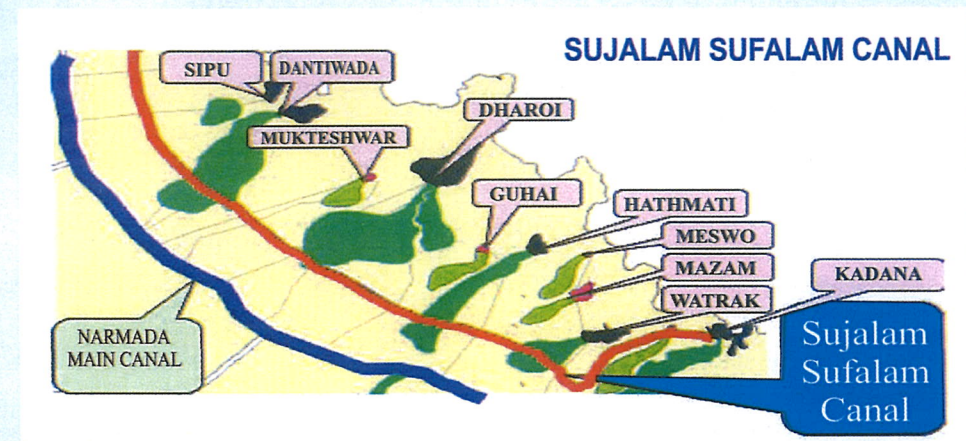 SUJALAM SUFALAM CANAL
SIPU
DANTIWADA
DHAROI
MUKTESHWAR
GUHAI
HATHMATI
MESWO
MAZAM
KADANA
WATRAK
NARMADA
MAIN CANAL
Sujalam
Sufalam
Canal